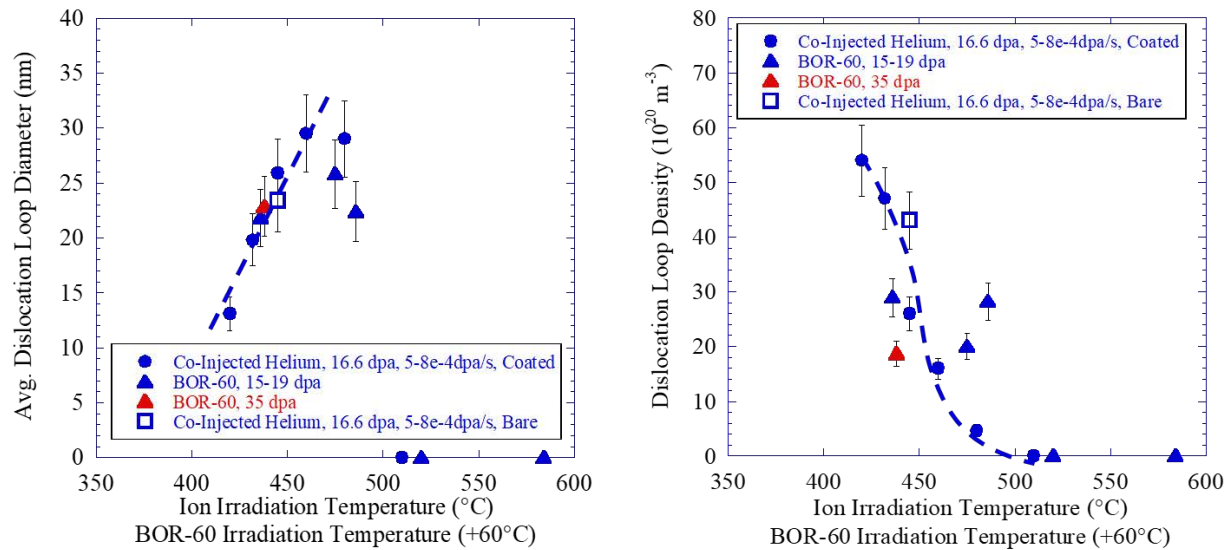 40
35
30
25
20
15
10
5
0
Avg. Dislocation Loop Diameter (nm)
Co-Injected Helium, 16.6 dpa, 5-8e-4dpa/s, Coated
BOR-60, 15-19 dpa
BOR-60, 35 dpa
Co-Injected Helium, 16.6 dpa, 5-8e-4dpa/s, Bare
350 400 450 500 550 600
Ion Irradiation Temperature (°C)
BOR-60 Irradiation Temperature (+60°C)
80
70
60
50
40
30
20
10
0
Dislocation Loop Density (10²⁰ m⁻³)
Co-Injected Helium, 16.6 dpa, 5-8e-4dpa/s, Coated
BOR-60, 15-19 dpa
BOR-60, 35 dpa
Co-Injected Helium, 16.6 dpa, 5-8e-4dpa/s, Bare
350 400 450 500 550 600
Ion Irradiation Temperature (°C)
BOR-60 Irradiation Temperature (+60°C)